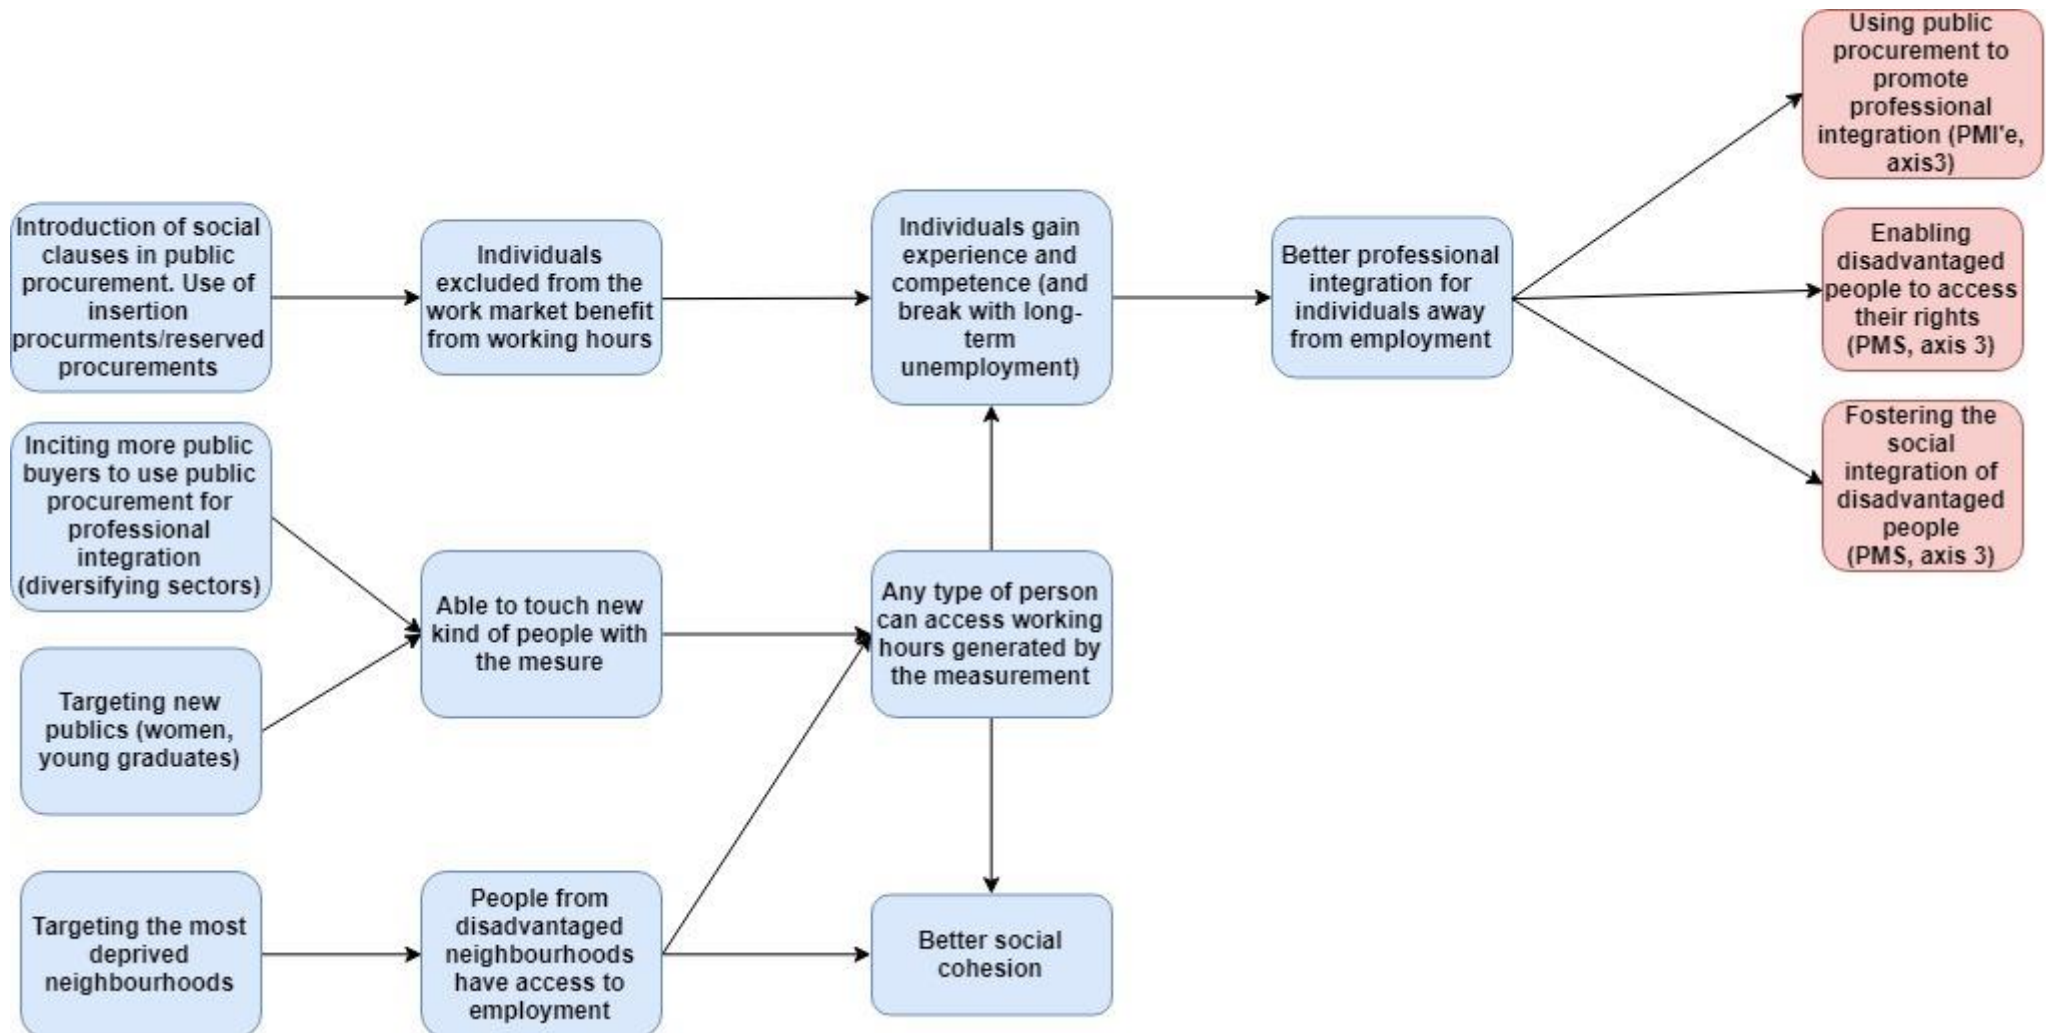 Using public
procurement to
promote
professional
integration (PMI'e,
axis3)
Introduction of social
clauses in public
procurement. Use of
insertion
procurments/reserved
procurements
Individuals
excluded from the
work market benefit
from working hours
Individuals gain
experience and
competence (and
break with long-
term
unemployment)
Better professional
integration for
individuals away
from employment
Enabling
disadvantaged
people to access
their rights
(PMS, axis 3)
Fostering the
social
integration of
disadvantaged
people
(PMS, axis 3)
Inciting more public
buyers to use public
procurement for
professional
integration
(diversifying sectors)
Able to touch new
kind of people with
the mesure
Any type of person
can access working
hours generated by
the measurement
Targeting new
publics (women,
young graduates)
Targeting the most
deprived
neighbourhoods
People from
disadvantaged
neighbourhoods
have access to
employment
Better social
cohesion